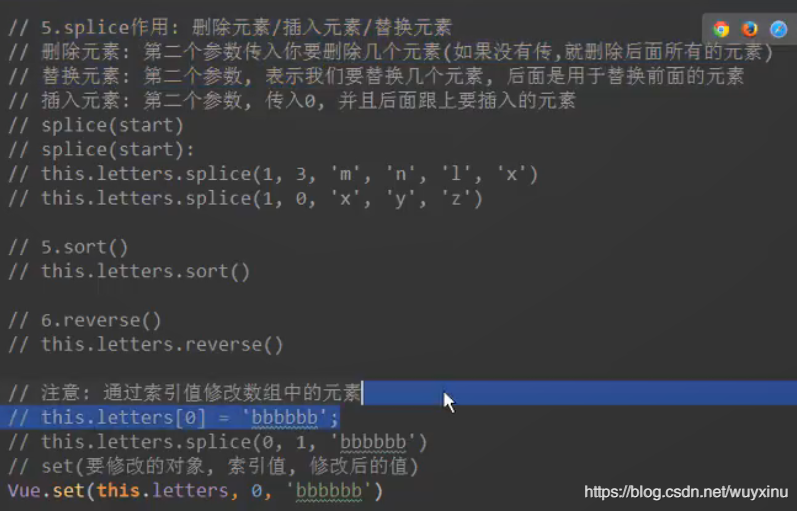 // 5.splice作用: 删除元素/插入元素/替换元素
// 删除元素: 第二个参数传入你要删除几个元素(如果没有传,就删除后面所有的元素)
// 替换元素: 第二个参数, 表示我们要替换几个元素, 后面是用于替换前面的元素
// 插入元素: 第二个参数, 传入0, 并且后面跟上要插入的元素
// splice(start)
// splice(start):
// this.letters.splice(1, 3, 'm', 'n', 'l', 'x')
// this.letters.splice(1, 0, 'x', 'y', 'z')
// 5.sort()
// this.letters.sort()
// 6.reverse()
// this.letters.reverse()
// 注意: 通过索引值修改数组中的元素
// this.letters[0] = 'bbbbbb';
// this.letters.splice(0, 1, 'bbbbbb')
// set(要修改的对象, 索引值, 修改后的值)
Vue.set(this.letters, 0, 'bbbbbb')
https://blog.csdn.net/wuyxinu